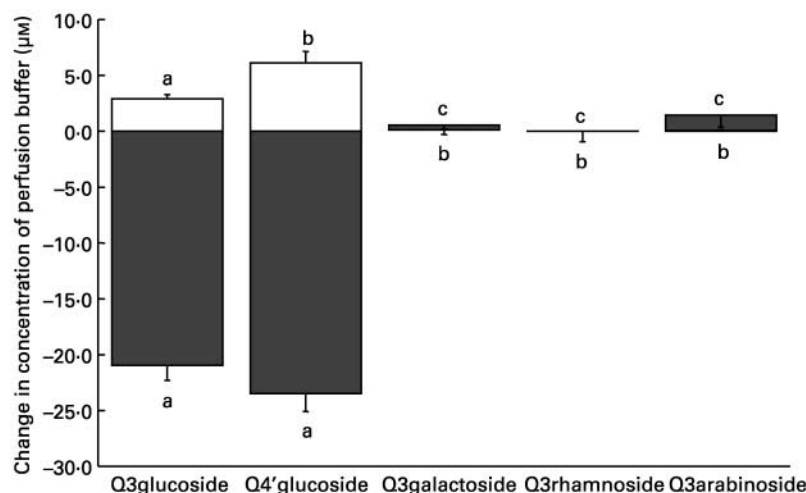 Change in concentration of perfusion buffer (μM)
10·0
5·0
0·0
–5·0
–10·0
–15·0
–20·0
–25·0
–30·0
a
b
c
c
c
b
b
b
a
a
Q3glucoside Q4′glucoside Q3galactoside Q3rhamnoside Q3arabinoside